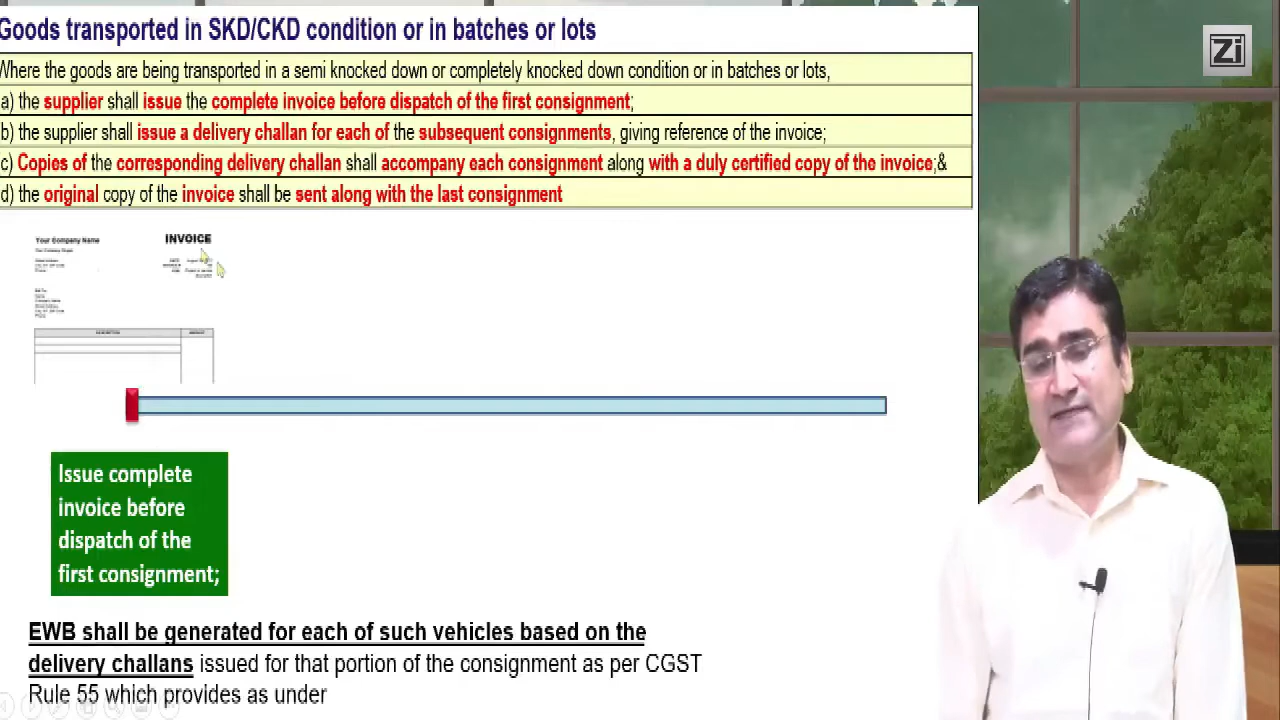 Goods transported in SKD/CKD condition or in batches or lots
Zi
Where the goods are being transported in a semi knocked down or completely knocked down condition or in batches or lots,
a) the supplier shall issue the complete invoice before dispatch of the first consignment;
b) the supplier shall issue a delivery challan for each of the subsequent consignments, giving reference of the invoice;
c) Copies of the corresponding delivery challan shall accompany each consignment along with a duly certified copy of the invoice;&
d) the original copy of the invoice shall be sent along with the last consignment
Your Company Name
INVOICE
Issue complete
invoice before
dispatch of the
first consignment;
EWB shall be generated for each of such vehicles based on the
delivery challans issued for that portion of the consignment as per CGST
Rule 55 which provides as under